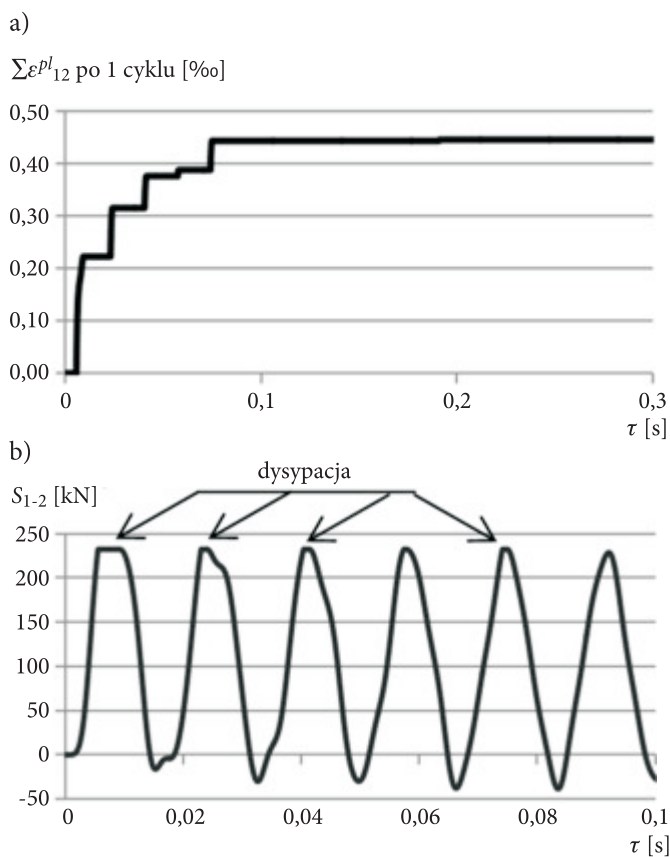 a)
∑εᵖˡ₁₂ po 1 cyklu [‰]
0,50
0,40
0,30
0,20
0,10
0,00
0 0,1 0,2 0,3
τ [s]
b)
dysypacja
S₁₋₂ [kN]
250
200
150
100
50
0
-50
0 0,02 0,04 0,06 0,08 0,1
τ [s]